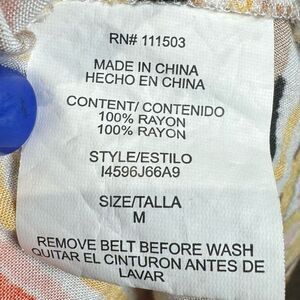 RN# 111503
MADE IN CHINA
HECHO EN CHINA
CONTENT/ CONTENIDO
100% RAYON
100% RAYON
STYLE/ESTILO
I4596J66A9
SIZE/TALLA
M
REMOVE BELT BEFORE WASH
QUITAR EL CINTURON ANTES DE
LAVAR